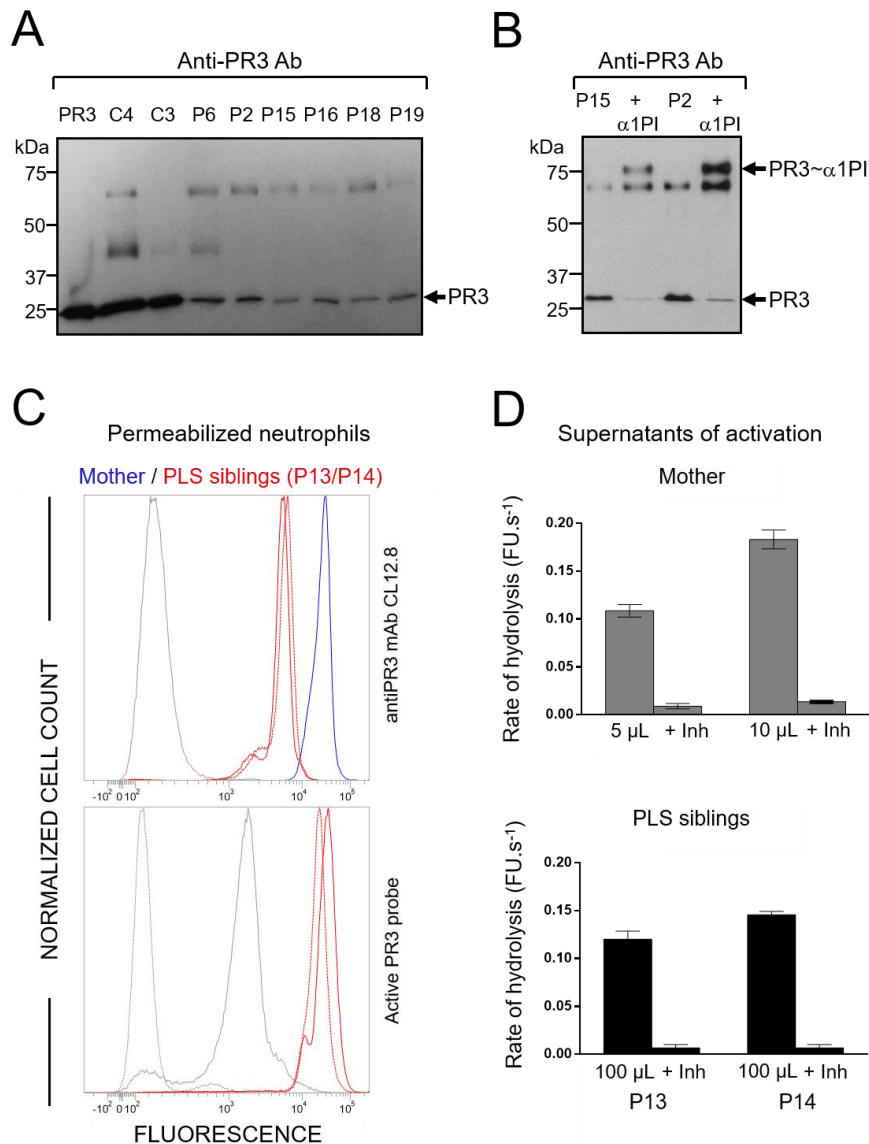 A
Anti-PR3 Ab
PR3 C4 C3 P6 P2 P15 P16 P18 P19
kDa
75
50
37
25
PR3
B
Anti-PR3 Ab
P15 + α1PI P2 + α1PI
kDa
75
50
37
25
PR3~α1PI
PR3
C
Permeabilized neutrophils
Mother / PLS siblings (P13/P14)
NORMALIZED CELL COUNT
antiPR3 mAb CL12.8
-10² 0 10² 10³ 10⁴ 10⁵
Active PR3 probe
-10² 0 10² 10³ 10⁴ 10⁵
FLUORESCENCE
D
Supernatants of activation
Mother
Rate of hydrolysis (FU.s⁻¹)
0.20
0.15
0.10
0.05
0.00
5 µL + Inh 10 µL + Inh
PLS siblings
Rate of hydrolysis (FU.s⁻¹)
0.20
0.15
0.10
0.05
0.00
100 µL + Inh 100 µL + Inh
P13 P14